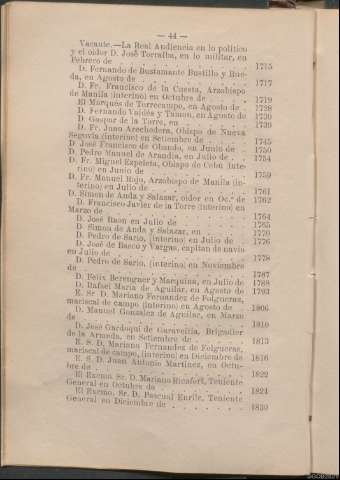 — 44 —
Vacante.—La Real Audiencia en lo político
y el oidor D. José Torralba, en lo militar, en
Febrero de . . . . . . . . . 1715
D. Fernando de Bustamante Bustillo y Rue-
da, en Agosto de . . . . . . . 1717
D. Fr. Francisco de la Cuesta, Arzobispo
de Manila (interino) en Octubre de . . 1719
El Marqués de Torrecampo, en Agosto de . 1728
D. Fernando Valdés y Tamon, en Agosto de 1739
D. Gaspar de la Torre, en . . . . 1739
D. Fr. Juan Arechedera, Obispo de Nueva
Segovia (interino) en Setiembre de . . . 1745
D. José Francisco de Obando, en Junio de . 1750
D. Pedro Manuel de Arandia, en Julio de . 1754
D. Fr. Miguel Ezpeleta, Obispo de Cebú (inte-
rino) en Junio de . . . . . . 1759
D. Fr. Manuel Rojo, Arzobispo de Manila (in-
terino) en Julio de . . . . . . 1761
D. Simon de Anda y Salazar, oidor en Oc.e de 1762
D. Francisco Javier de la Torre (interino) en
Marzo de . . . . . . . . 1764
D. José Raon en Julio de . . . . 1765
D. Simon de Anda y Salazar, en . . . 1770
D. Pedro de Sario, (interino) en Julio de . 1776
D. José de Basco y Vargas, capitan de navío
en Julio de . . . . . . . . 1778
D. Pedro de Sario, (interino) en Noviembre
de . . . . . . . . . . 1787
D. Felix Berenguer y Marquina, en Julio de 1788
D. Rafael María de Aguilar, en Agosto de 1793
E. Sr. D. Mariano Fernandez de Folgueras,
mariscal de campo (interino) en Agosto de . 1806
D. Manuel Gonzalez de Aguilar, en Marzo
de . . . . . . . . . . 1810
D. José Gardoqui de Garaveitia, Brigadier
de la Armada, en Setiembre de . . . 1813
E. S. D. Mariano Fernandez de Folgueras,
mariscal de campo, (interino) en Diciembre de 1816
E. S. D. Juan Antonio Martinez, en Octu-
bre de . . . . . . . . . 1822
El Excmo. Sr. D. Mariano Ricafort, Teniente
General en Octubre de . . . . . 1824
El Excmo. Sr. D. Pascual Enrile, Teniente
General en Diciembre de . . . . . 1830